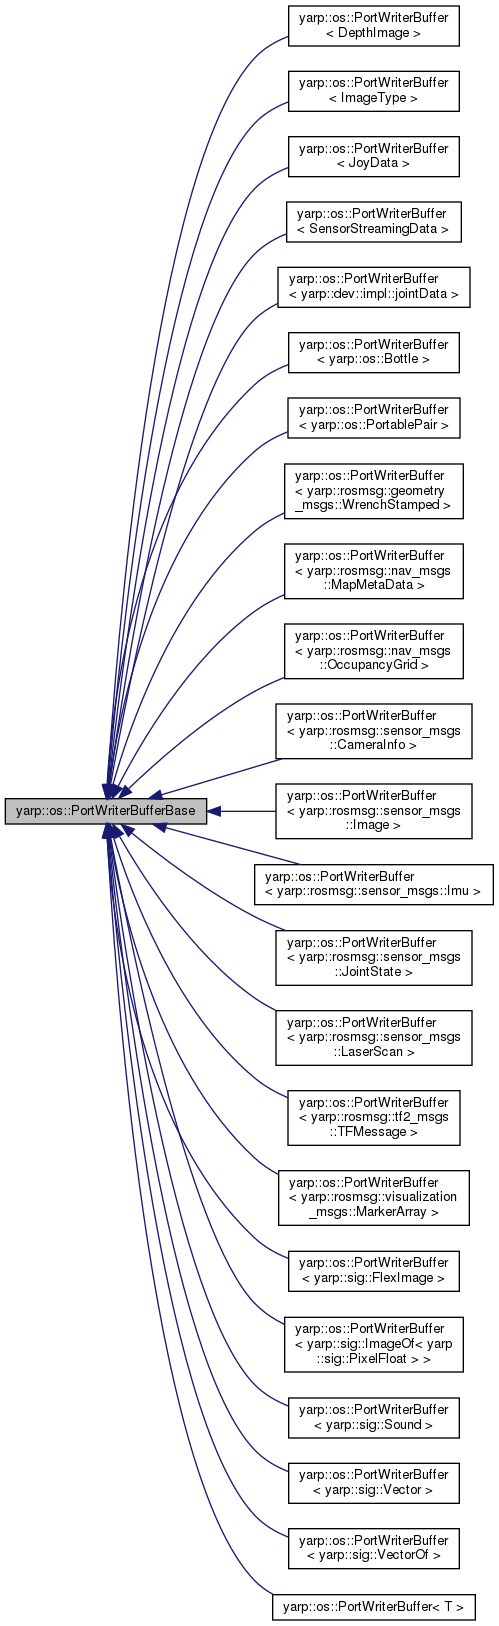 yarp::os::PortWriterBuffer
< DepthImage >
yarp::os::PortWriterBuffer
< ImageType >
yarp::os::PortWriterBuffer
< JoyData >
yarp::os::PortWriterBuffer
< SensorStreamingData >
yarp::os::PortWriterBuffer
< yarp::dev::impl::jointData >
yarp::os::PortWriterBuffer
< yarp::os::Bottle >
yarp::os::PortWriterBuffer
< yarp::os::PortablePair >
yarp::os::PortWriterBuffer
< yarp::rosmsg::geometry
_msgs::WrenchStamped >
yarp::os::PortWriterBuffer
< yarp::rosmsg::nav_msgs
::MapMetaData >
yarp::os::PortWriterBuffer
< yarp::rosmsg::nav_msgs
::OccupancyGrid >
yarp::os::PortWriterBuffer
< yarp::rosmsg::sensor_msgs
::CameraInfo >
yarp::os::PortWriterBufferBase
yarp::os::PortWriterBuffer
< yarp::rosmsg::sensor_msgs
::Image >
yarp::os::PortWriterBuffer
< yarp::rosmsg::sensor_msgs::Imu >
yarp::os::PortWriterBuffer
< yarp::rosmsg::sensor_msgs
::JointState >
yarp::os::PortWriterBuffer
< yarp::rosmsg::sensor_msgs
::LaserScan >
yarp::os::PortWriterBuffer
< yarp::rosmsg::tf2_msgs
::TFMessage >
yarp::os::PortWriterBuffer
< yarp::rosmsg::visualization
_msgs::MarkerArray >
yarp::os::PortWriterBuffer
< yarp::sig::FlexImage >
yarp::os::PortWriterBuffer
< yarp::sig::ImageOf< yarp
::sig::PixelFloat > >
yarp::os::PortWriterBuffer
< yarp::sig::Sound >
yarp::os::PortWriterBuffer
< yarp::sig::Vector >
yarp::os::PortWriterBuffer
< yarp::sig::VectorOf >
yarp::os::PortWriterBuffer< T >